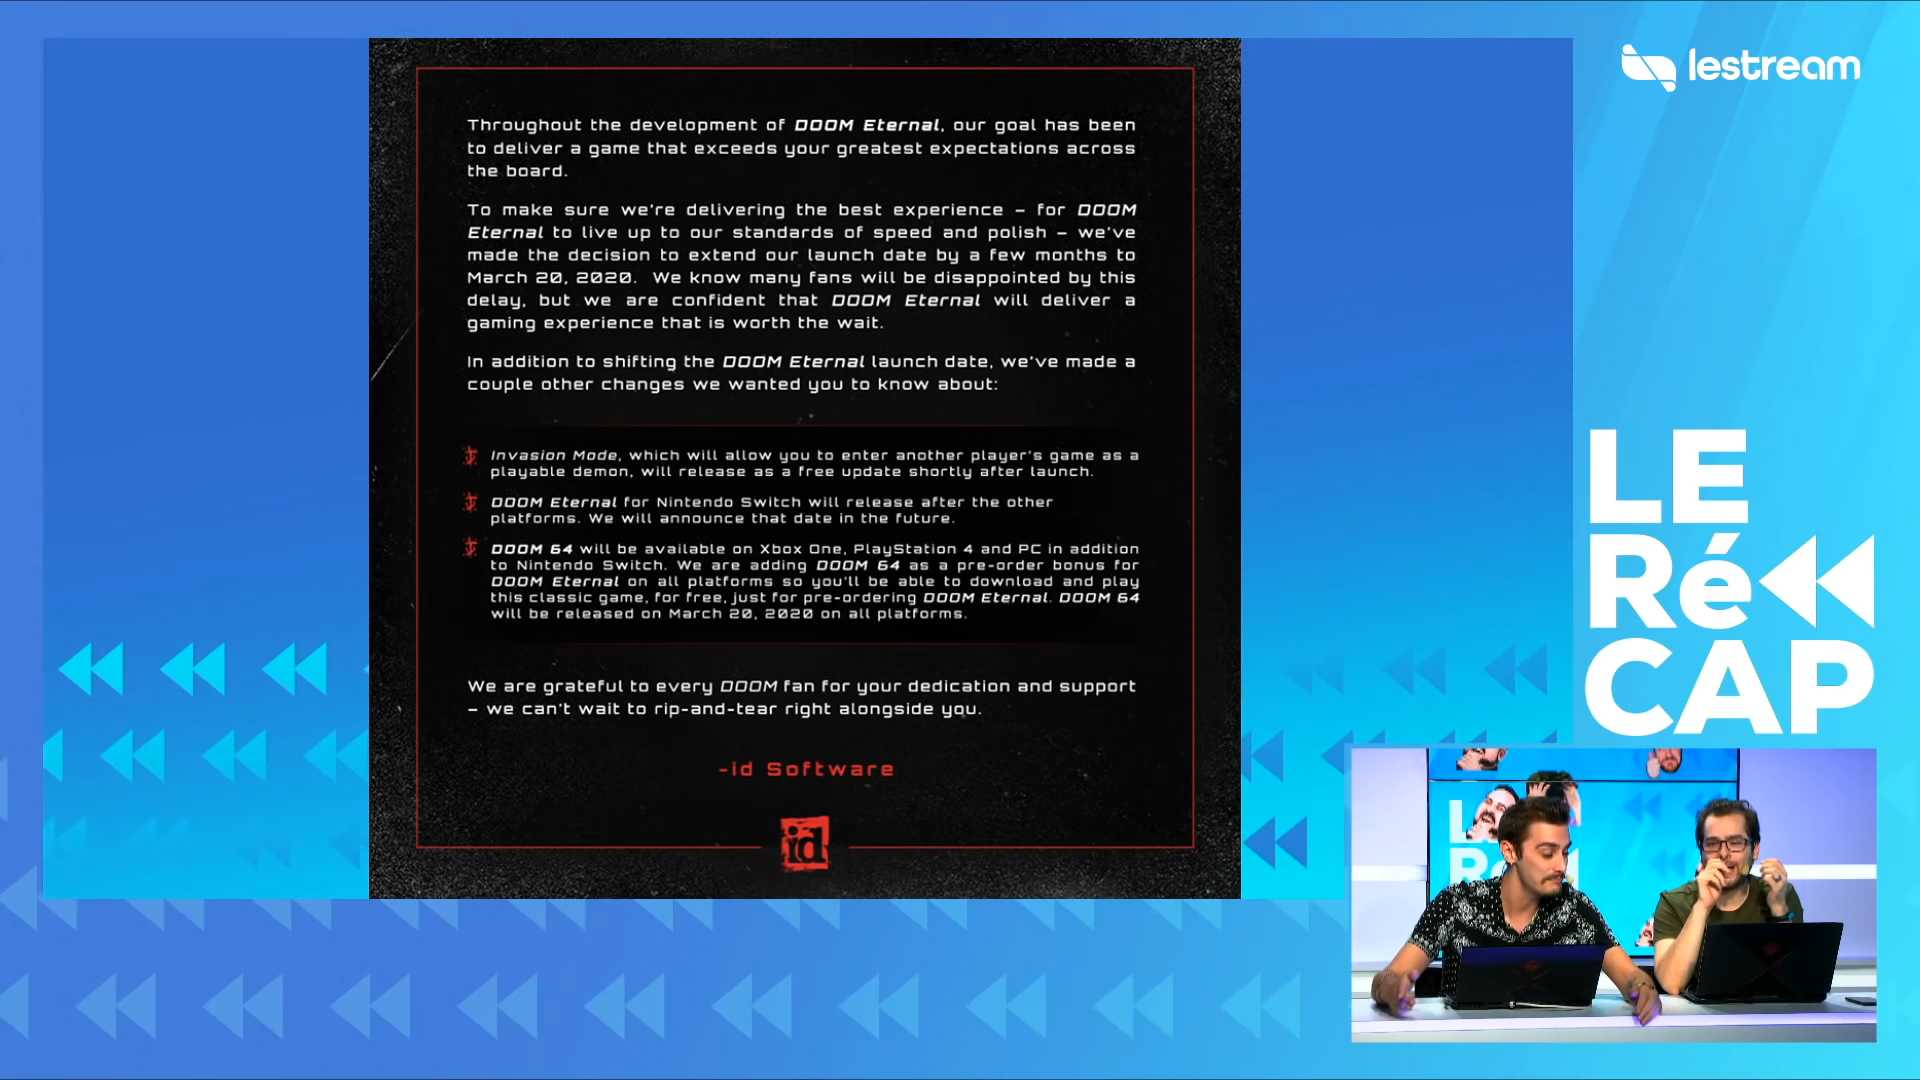 lestream
Throughout the development of DOOM Eternal, our goal has been
to deliver a game that exceeds your greatest expectations across
the board.
To make sure we're delivering the best experience – for DOOM
Eternal to live up to our standards of speed and polish – we've
made the decision to extend our launch date by a few months to
March 20, 2020. We know many fans will be disappointed by this
delay, but we are confident that DOOM Eternal will deliver a
gaming experience that is worth the wait.
In addition to shifting the DOOM Eternal launch date, we've made a
couple other changes we wanted you to know about:
Invasion Mode, which will allow you to enter another player's game as a
playable demon, will release as a free update shortly after launch.
DOOM Eternal for Nintendo Switch will release after the other
platforms. We will announce that date in the future.
DOOM 64 will be available on Xbox One, PlayStation 4 and PC in addition
to Nintendo Switch. We are adding DOOM 64 as a pre-order bonus for
DOOM Eternal on all platforms so you'll be able to download and play
this classic game, for free, just for pre-ordering DOOM Eternal. DOOM 64
will be released on March 20, 2020 on all platforms.
We are grateful to every DOOM fan for your dedication and support
– we can't wait to rip-and-tear right alongside you.
-id Software
id
LE
Ré
CAP